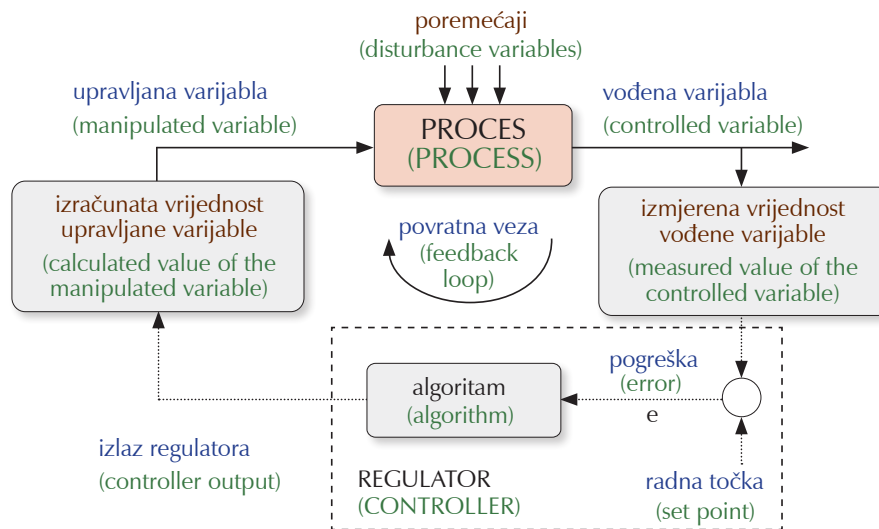 poremećaji
(disturbance variables)
upravljana varijabla
(manipulated variable)
PROCES
(PROCESS)
vođena varijabla
(controlled variable)
izračunata vrijednost
upravljane varijable
(calculated value of the
manipulated variable)
povratna veza
(feedback
loop)
izmjerena vrijednost
vođene varijable
(measured value of the
controlled variable)
algoritam
(algorithm)
pogreška
(error)
e
izlaz regulatora
(controller output)
REGULATOR
(CONTROLLER)
radna točka
(set point)